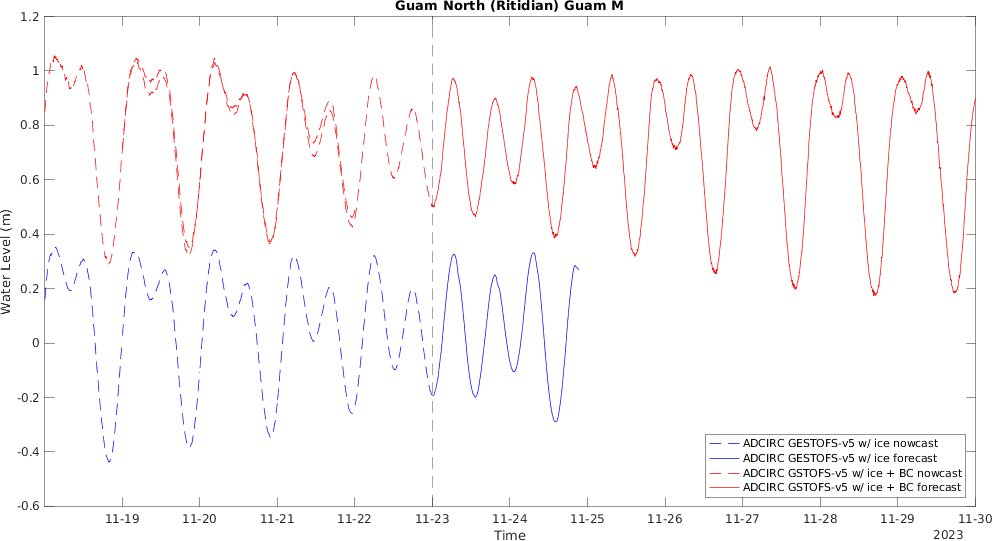 Guam North (Ritidian) Guam M
1.2
1
0.8
0.6
0.4
0.2
0
-0.2
-0.4
-0.6
Water Level (m)
ADCIRC GESTOFS-v5 w/ ice nowcast
ADCIRC GESTOFS-v5 w/ ice forecast
ADCIRC GSTOFS-v5 w/ ice + BC nowcast
ADCIRC GSTOFS-v5 w/ ice + BC forecast
11-19 11-20 11-21 11-22 11-23 11-24 11-25 11-26 11-27 11-28 11-29 11-30
Time
2023